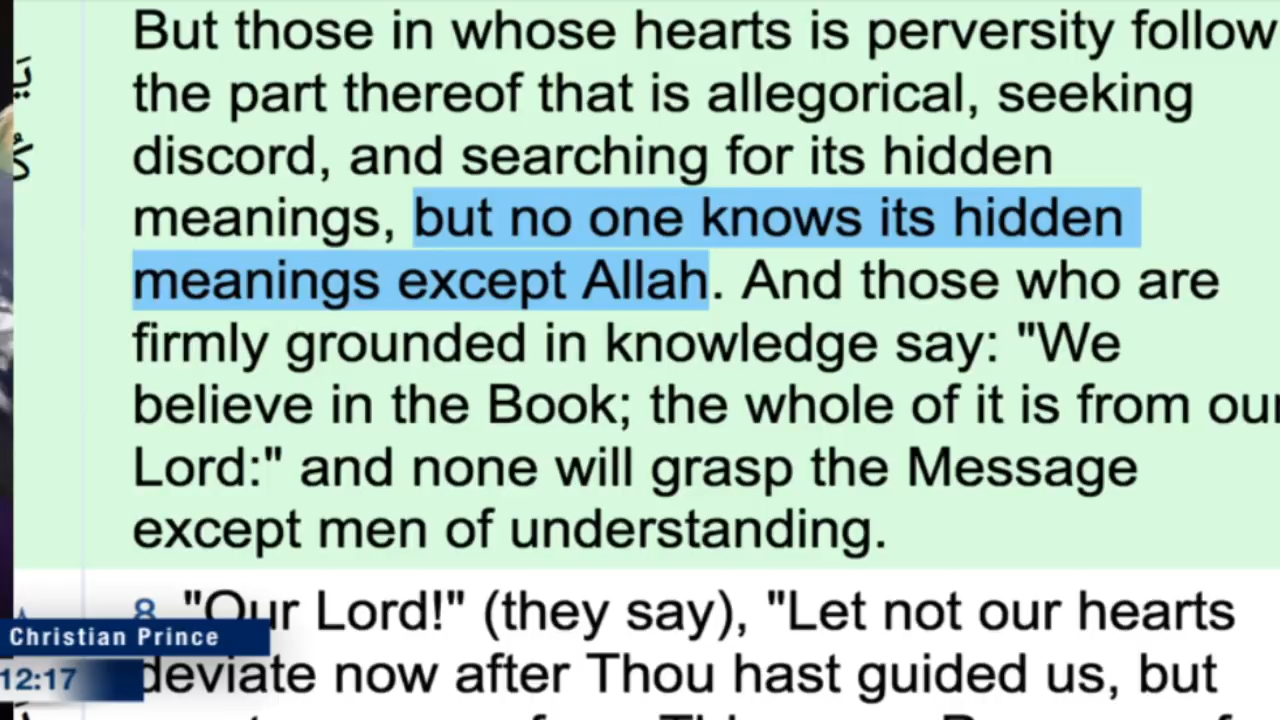 But those in whose hearts is perversity follow
the part thereof that is allegorical, seeking
discord, and searching for its hidden
meanings, but no one knows its hidden
meanings except Allah. And those who are
firmly grounded in knowledge say: "We
believe in the Book; the whole of it is from our
Lord:" and none will grasp the Message
except men of understanding.
8 "Our Lord!" (they say), "Let not our hearts
Christian Prince
deviate now after Thou hast guided us, but
12:17